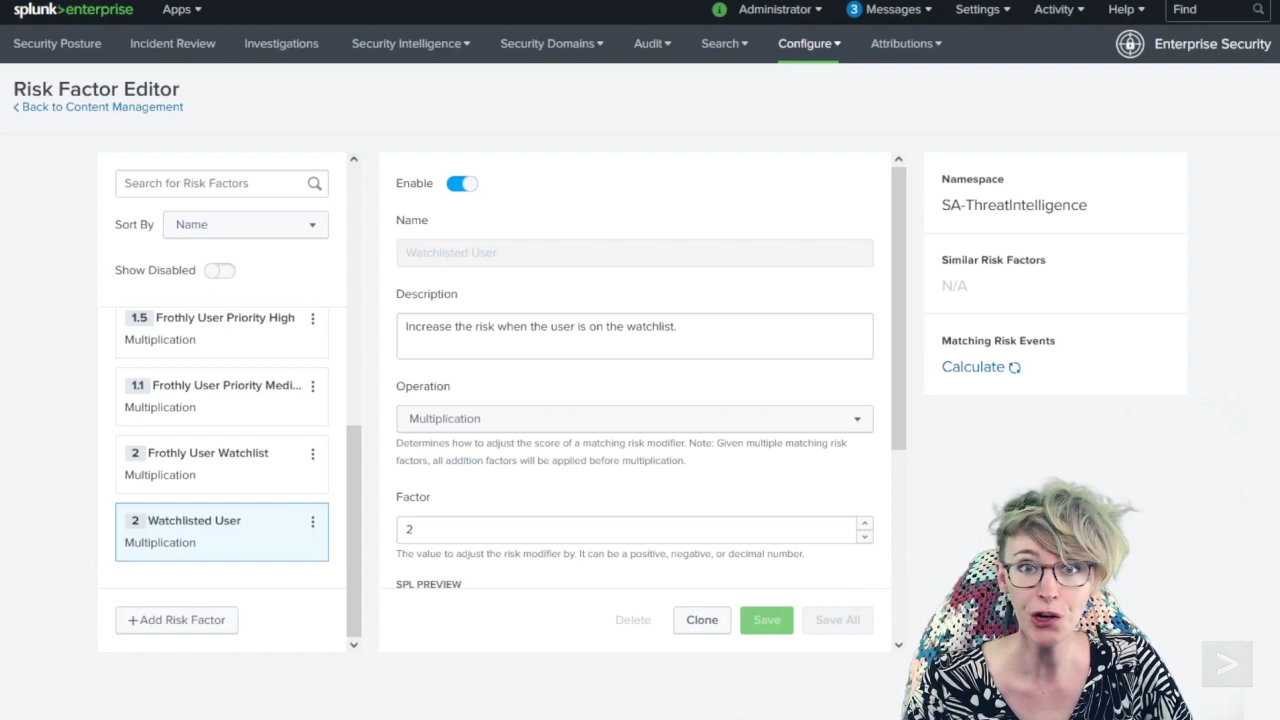 splunk>enterprise Apps i Administrator 3 Messages Settings Activity Help Find
Security Posture Incident Review Investigations Security Intelligence Security Domains Audit Search Configure Attributions Enterprise Security
Risk Factor Editor
< Back to Content Management
Search for Risk Factors
Sort By Name
Show Disabled
1.5 Frothly User Priority High
Multiplication
1.1 Frothly User Priority Medi...
Multiplication
2 Frothly User Watchlist
Multiplication
2 Watchlisted User
Multiplication
+ Add Risk Factor
Enable
Name
Watchlisted User
Description
Increase the risk when the user is on the watchlist.
Operation
Multiplication
Determines how to adjust the score of a matching risk modifier. Note: Given multiple matching risk
factors, all addition factors will be applied before multiplication.
Factor
2
The value to adjust the risk modifier by. It can be a positive, negative, or decimal number.
SPL PREVIEW
Delete Clone Save Save All
Namespace
SA-ThreatIntelligence
Similar Risk Factors
N/A
Matching Risk Events
Calculate
>